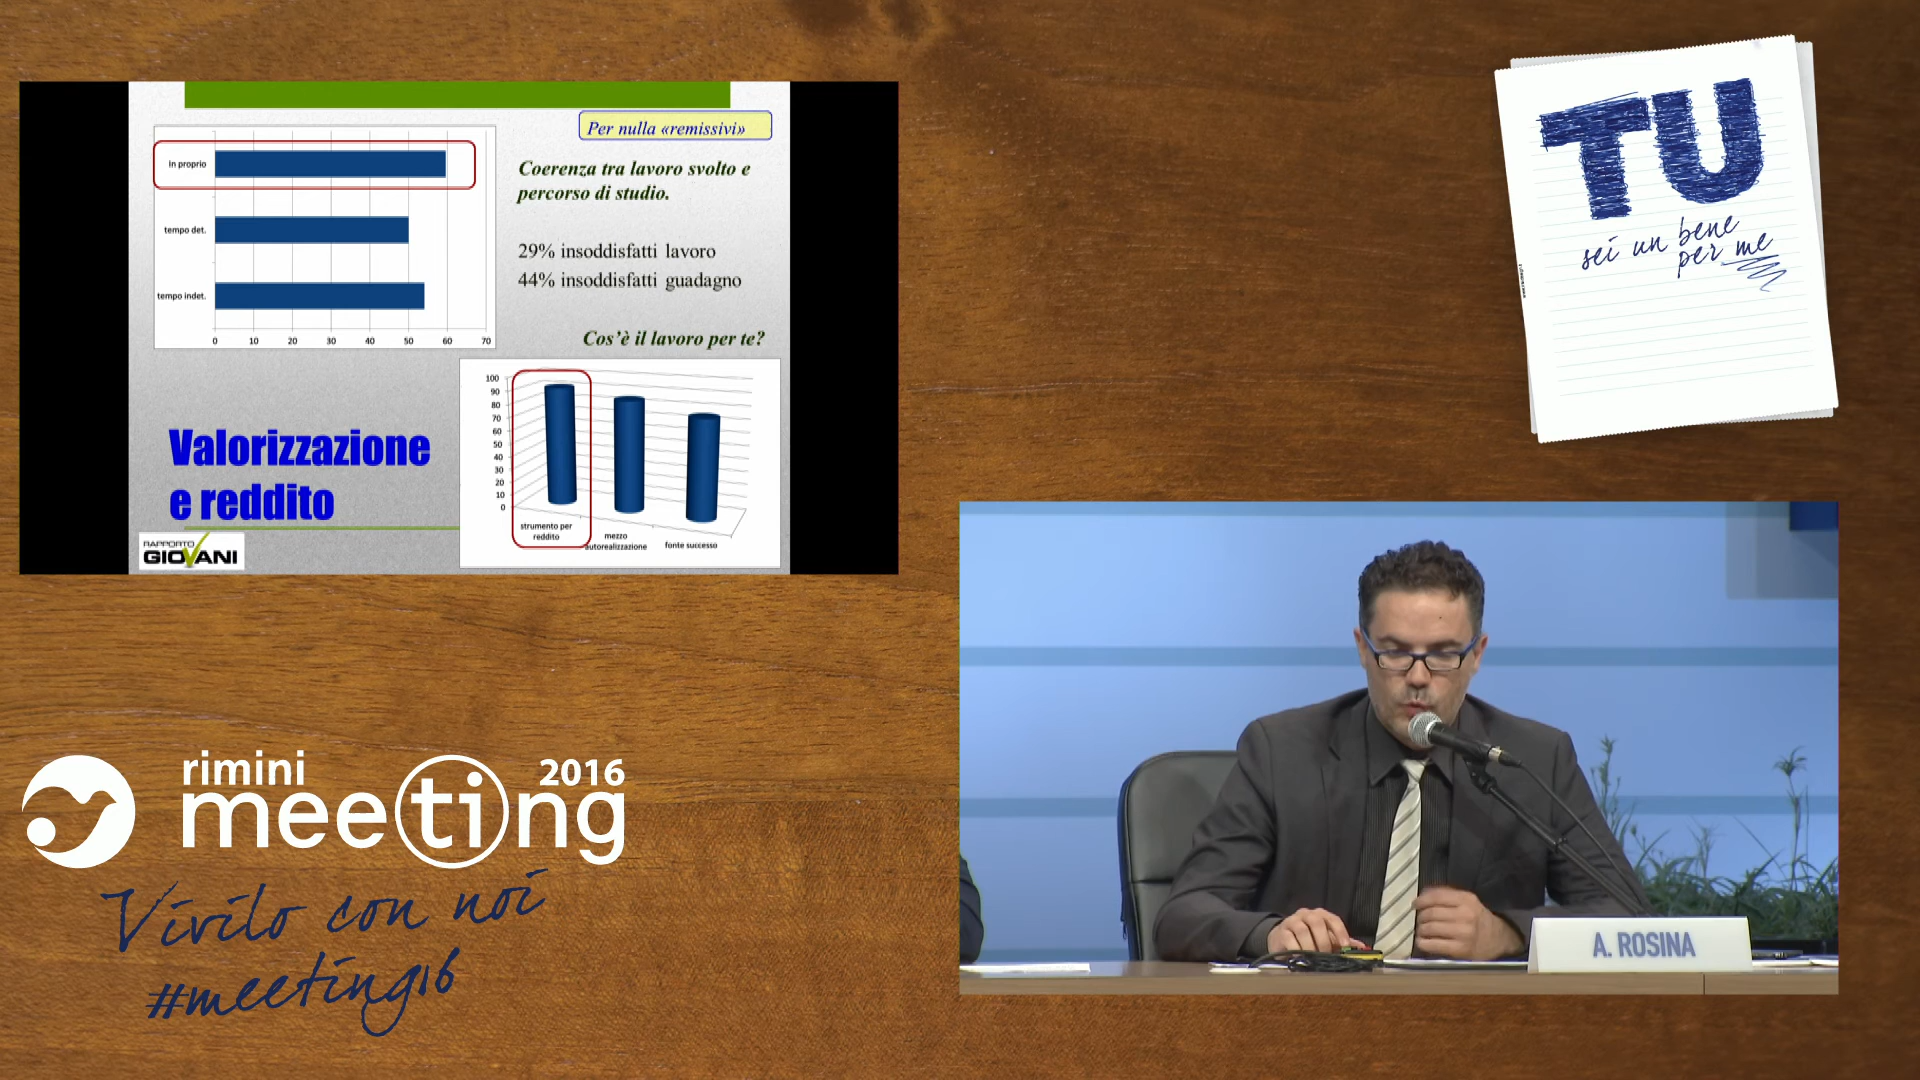 Per nulla «remissivi»
In proprio
tempo det.
tempo indet.
0 10 20 30 40 50 60 70
Coerenza tra lavoro svolto e
percorso di studio.
29% insoddisfatti lavoro
44% insoddisfatti guadagno
Cos'è il lavoro per te?
100
90
80
70
60
50
40
30
20
10
0
strumento per
reddito
mezzo
autorealizzazione
fonte successo
Valorizzazione
e reddito
RAPPORTO
GIOVANI
TU
sei un bene
per me
rimini
meeting
2016
Vivilo con noi
#meeting16
A. ROSINA